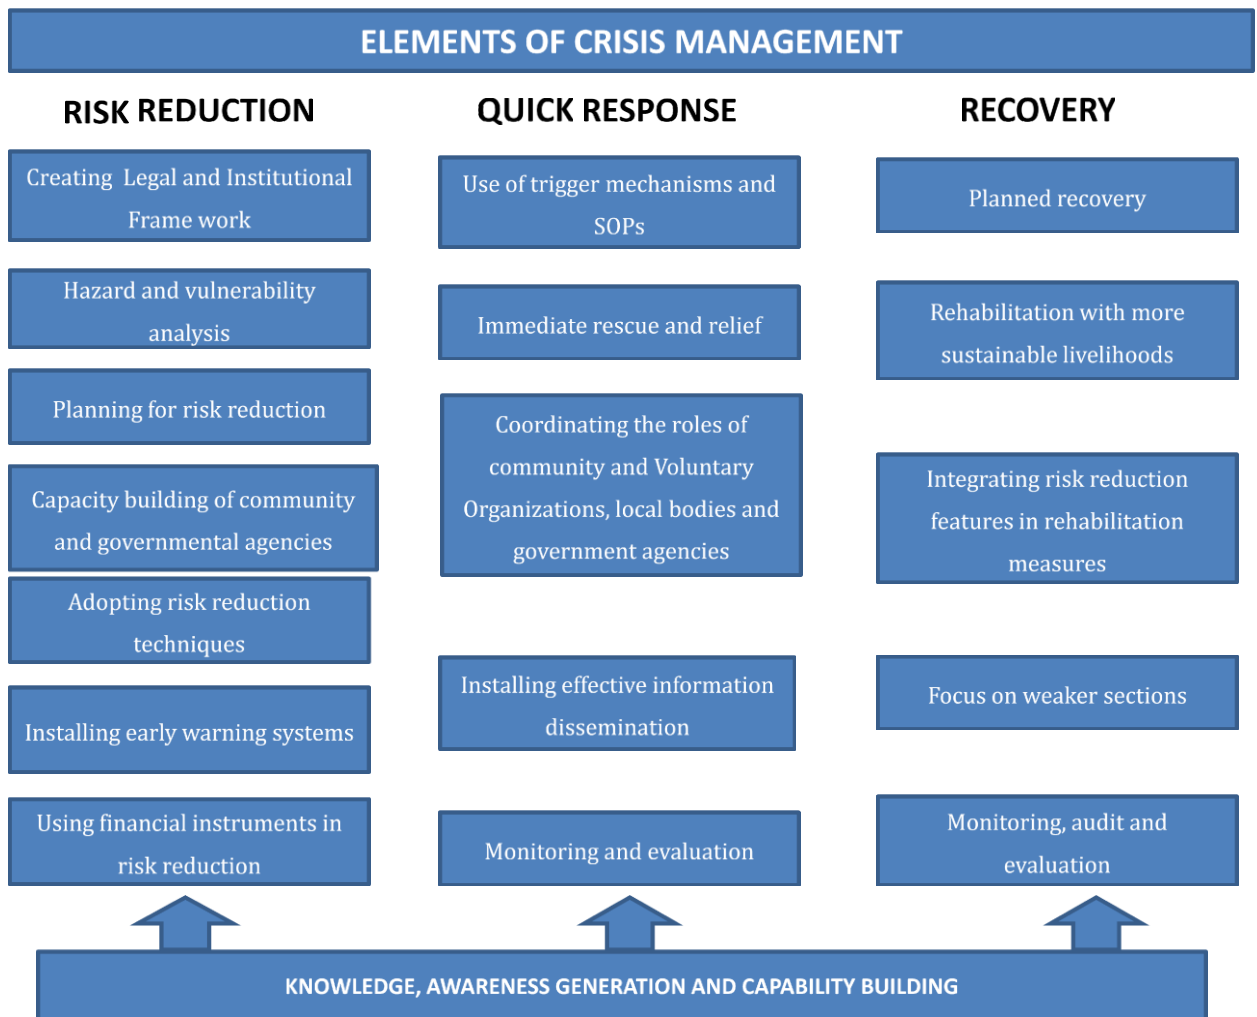 ELEMENTS OF CRISIS MANAGEMENT
RISK REDUCTION
Creating Legal and Institutional
Frame work
Hazard and vulnerability
analysis
Planning for risk reduction
Capacity building of community
and governmental agencies
Adopting risk reduction
techniques
Installing early warning systems
Using financial instruments in
risk reduction
QUICK RESPONSE
Use of trigger mechanisms and
SOPs
Immediate rescue and relief
Coordinating the roles of
community and Voluntary
Organizations, local bodies and
government agencies
Installing effective information
dissemination
Monitoring and evaluation
RECOVERY
Planned recovery
Rehabilitation with more
sustainable livelihoods
Integrating risk reduction
features in rehabilitation
measures
Focus on weaker sections
Monitoring, audit and
evaluation
KNOWLEDGE, AWARENESS GENERATION AND CAPABILITY BUILDING